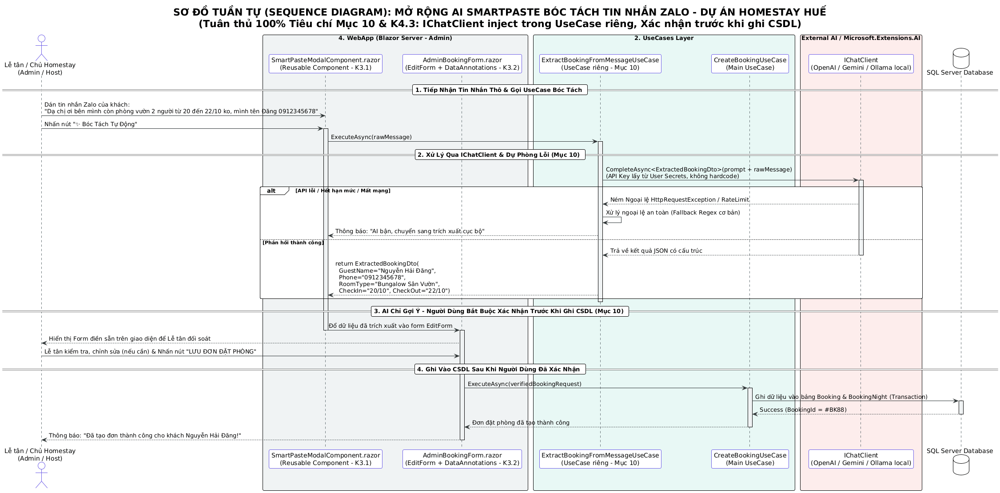 SƠ ĐỒ TUẦN TỰ (SEQUENCE DIAGRAM): MỞ RỘNG AI SMARTPASTE BÓC TÁCH TIN NHẮN ZALO - DỰ ÁN HOMESTAY HUẾ
(Tuân thủ 100% Tiêu chí Mục 10 & K4.3: IChatClient inject trong UseCase riêng, Xác nhận trước khi ghi CSDL)
4. WebApp (Blazor Server - Admin)
2. UseCases Layer
External AI / Microsoft.Extensions.AI
Lễ tân / Chủ Homestay
(Admin / Host)
SmartPasteModalComponent.razor
(Reusable Component - K3.1)
AdminBookingForm.razor
(EditForm + DataAnnotations - K3.2)
ExtractBookingFromMessageUseCase
(UseCase riêng - Mục 10)
CreateBookingUseCase
(Main UseCase)
IChatClient
(OpenAI / Gemini / Ollama local)
SQL Server Database
1. Tiếp Nhận Tin Nhắn Thô & Gọi UseCase Bóc Tách
Dán tin nhắn Zalo của khách:
"Dạ chị ơi bên mình còn phòng vườn 2 người từ 20 đến 22/10 ko, mình tên Đăng 0912345678"
Nhấn nút "✨ Bóc Tách Tự Động"
ExecuteAsync(rawMessage)
2. Xử Lý Qua IChatClient & Dự Phòng Lỗi (Mục 10)
CompleteAsync<ExtractedBookingDto>(prompt + rawMessage)
(API Key lấy từ User Secrets, không hardcode)
alt
[API lỗi / Hết hạn mức / Mất mạng]
Ném Ngoại lệ HttpRequestException / RateLimit
Xử lý ngoại lệ an toàn (Fallback Regex cơ bản)
Thông báo: "AI bận, chuyển sang trích xuất cục bộ"
[Phản hồi thành công]
Trả về kết quả JSON có cấu trúc
return ExtractedBookingDto(
GuestName="Nguyễn Hải Đăng",
Phone="0912345678",
RoomType="Bungalow Sân Vườn",
CheckIn="20/10", CheckOut="22/10")
3. AI Chỉ Gợi Ý - Người Dùng Bắt Buộc Xác Nhận Trước Khi Ghi CSDL (Mục 10)
Đổ dữ liệu đã trích xuất vào form EditForm
Hiển thị Form điền sẵn trên giao diện để Lễ tân đối soát
Lễ tân kiểm tra, chỉnh sửa (nếu cần) & Nhấn nút "LƯU ĐƠN ĐẶT PHÒNG"
4. Ghi Vào CSDL Sau Khi Người Dùng Đã Xác Nhận
ExecuteAsync(verifiedBookingRequest)
Ghi dữ liệu vào bảng Booking & BookingNight (Transaction)
Success (BookingId = #BK88)
Đơn đặt phòng đã tạo thành công
Thông báo: "Đã tạo đơn thành công cho khách Nguyễn Hải Đăng!"
Lễ tân / Chủ Homestay
(Admin / Host)
SmartPasteModalComponent.razor
(Reusable Component - K3.1)
AdminBookingForm.razor
(EditForm + DataAnnotations - K3.2)
ExtractBookingFromMessageUseCase
(UseCase riêng - Mục 10)
CreateBookingUseCase
(Main UseCase)
IChatClient
(OpenAI / Gemini / Ollama local)
SQL Server Database